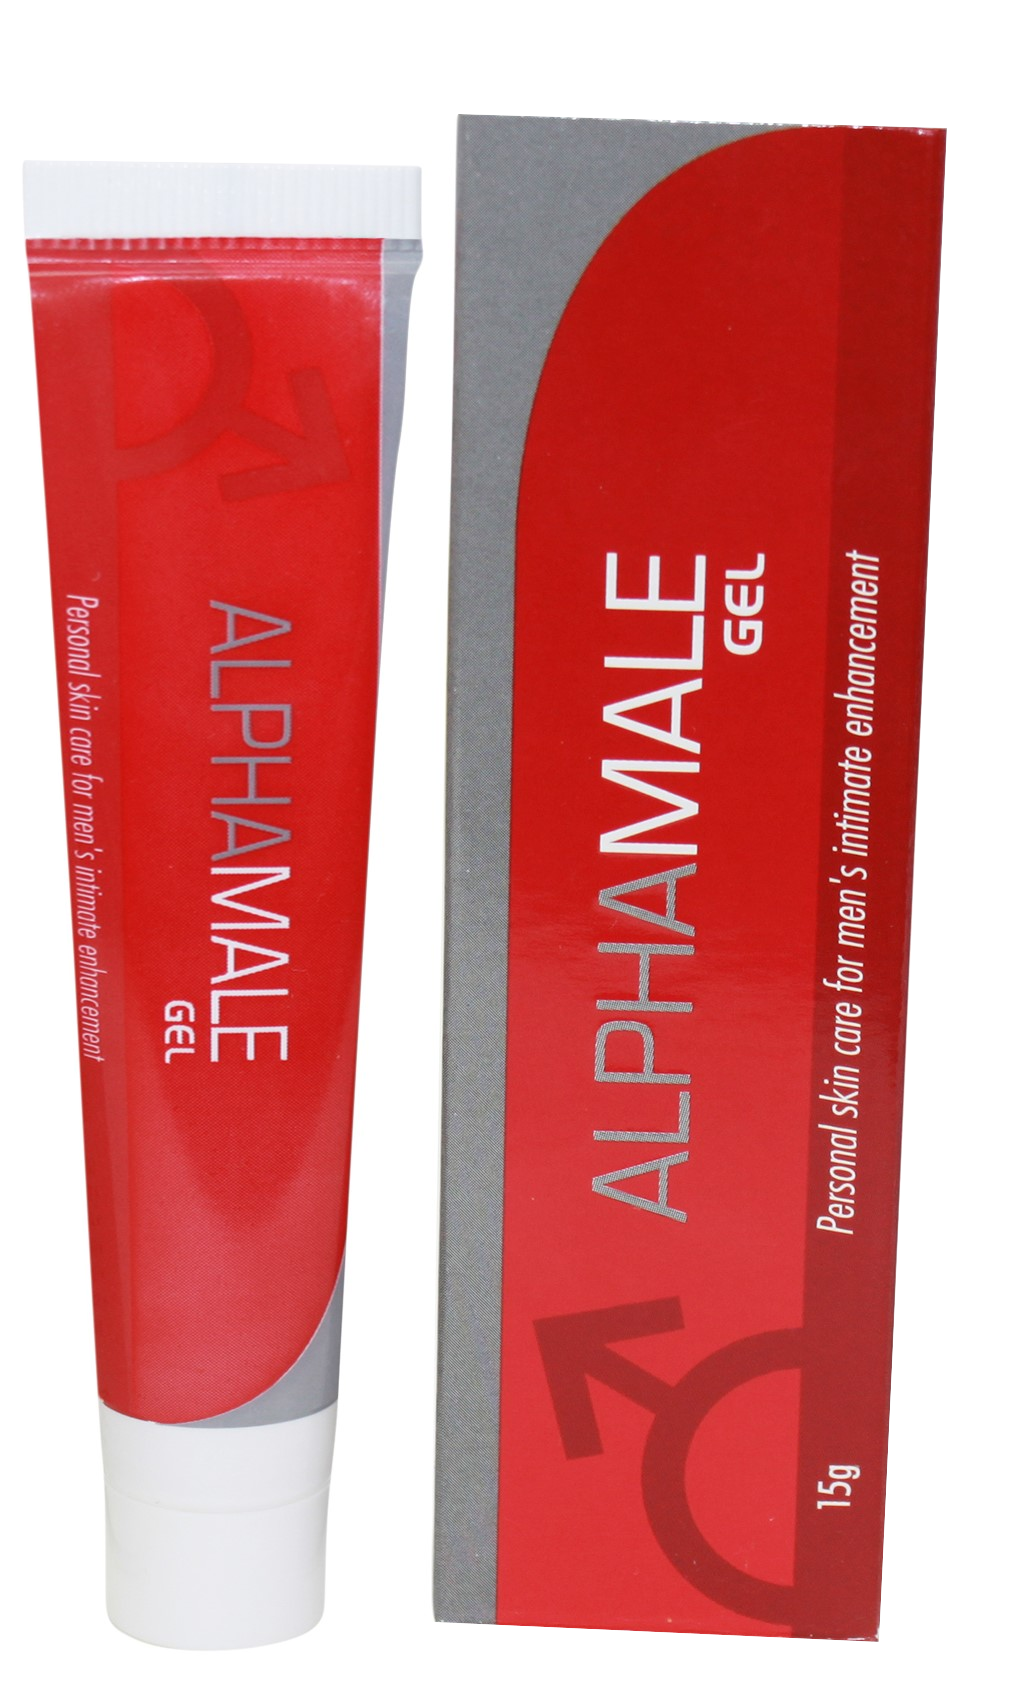 ALPHAMALE
GEL
Personal skin care for men's intimate enhancement
ALPHAMALE
GEL
Personal skin care for men's intimate enhancement
15g